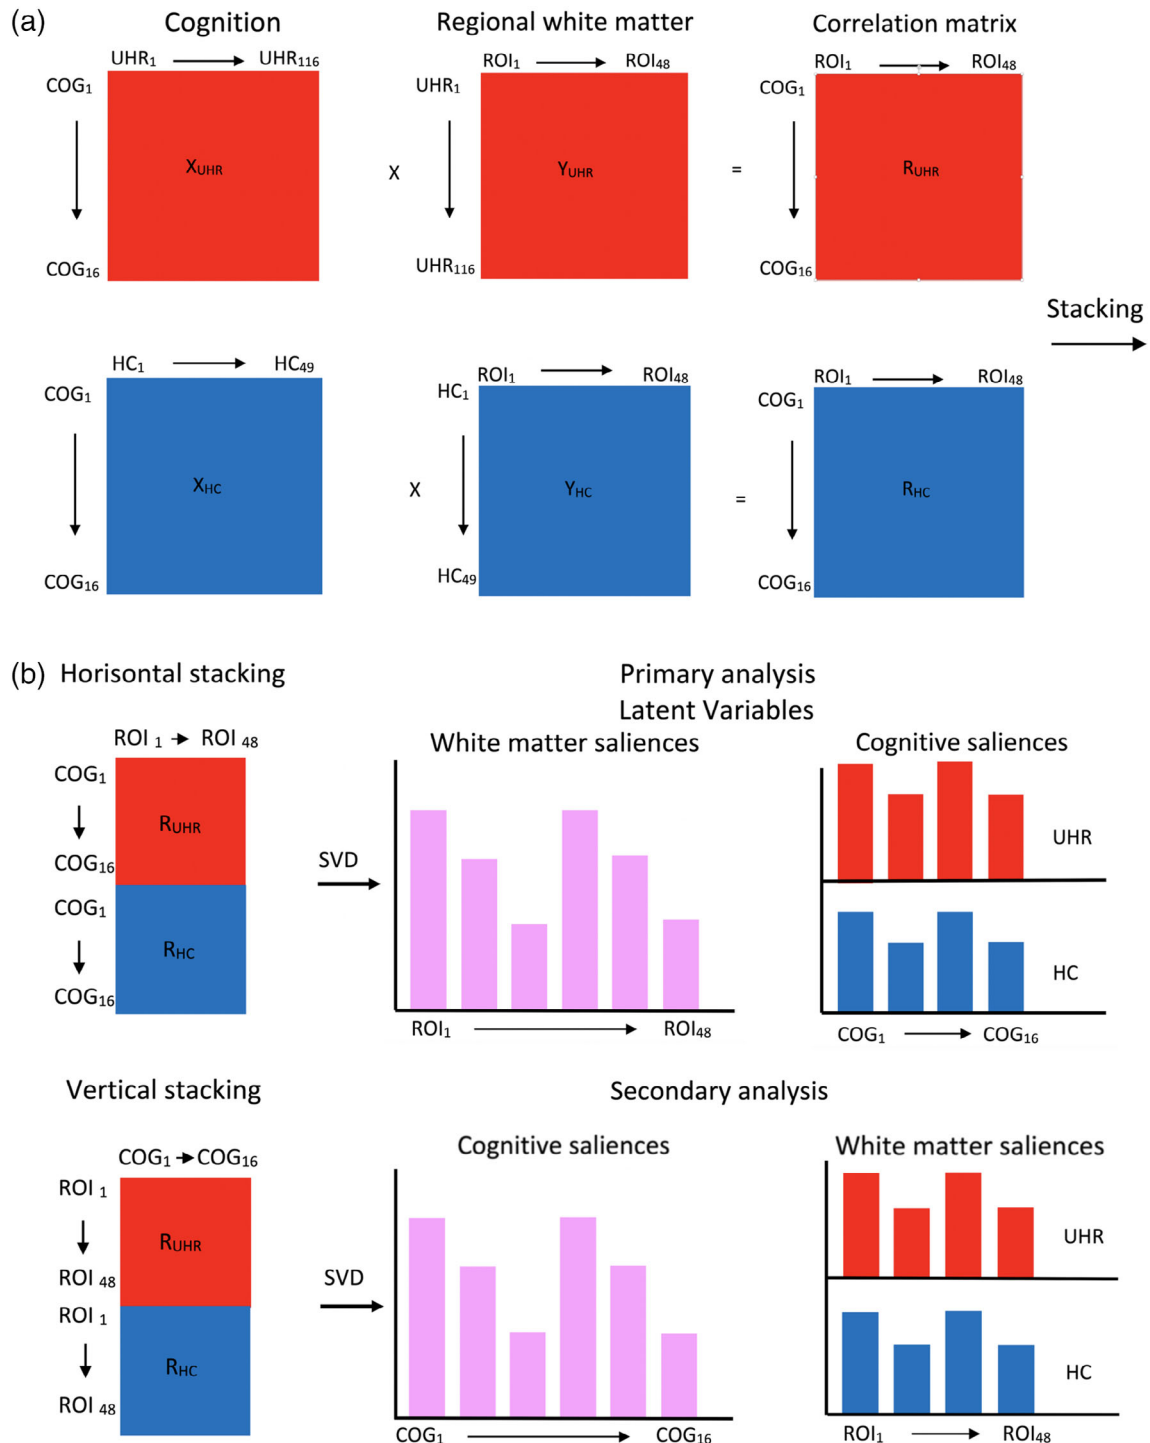 (a) Cognition Regional white matter Correlation matrix
UHR1 UHR116 ROI1 ROI48 ROI1 ROI48
COG1 UHR1 COG1
XUHR X YUHR = RUHR
COG16 UHR116 COG16
Stacking
HC1 HC49 ROI1 ROI48 ROI1 ROI48
COG1 HC1 COG1
XHC X YHC = RHC
COG16 HC49 COG16
(b) Horisontal stacking Primary analysis
Latent Variables
ROI 1 ROI 48 White matter saliences Cognitive saliences
COG1
RUHR UHR
COG16 SVD
COG1
RHC HC
COG16
ROI1 ROI48 COG1 COG16
Vertical stacking Secondary analysis
COG1 COG16 Cognitive saliences White matter saliences
ROI 1
RUHR UHR
ROI 48 SVD
ROI 1
RHC HC
ROI 48
COG1 COG16 ROI1 ROI48